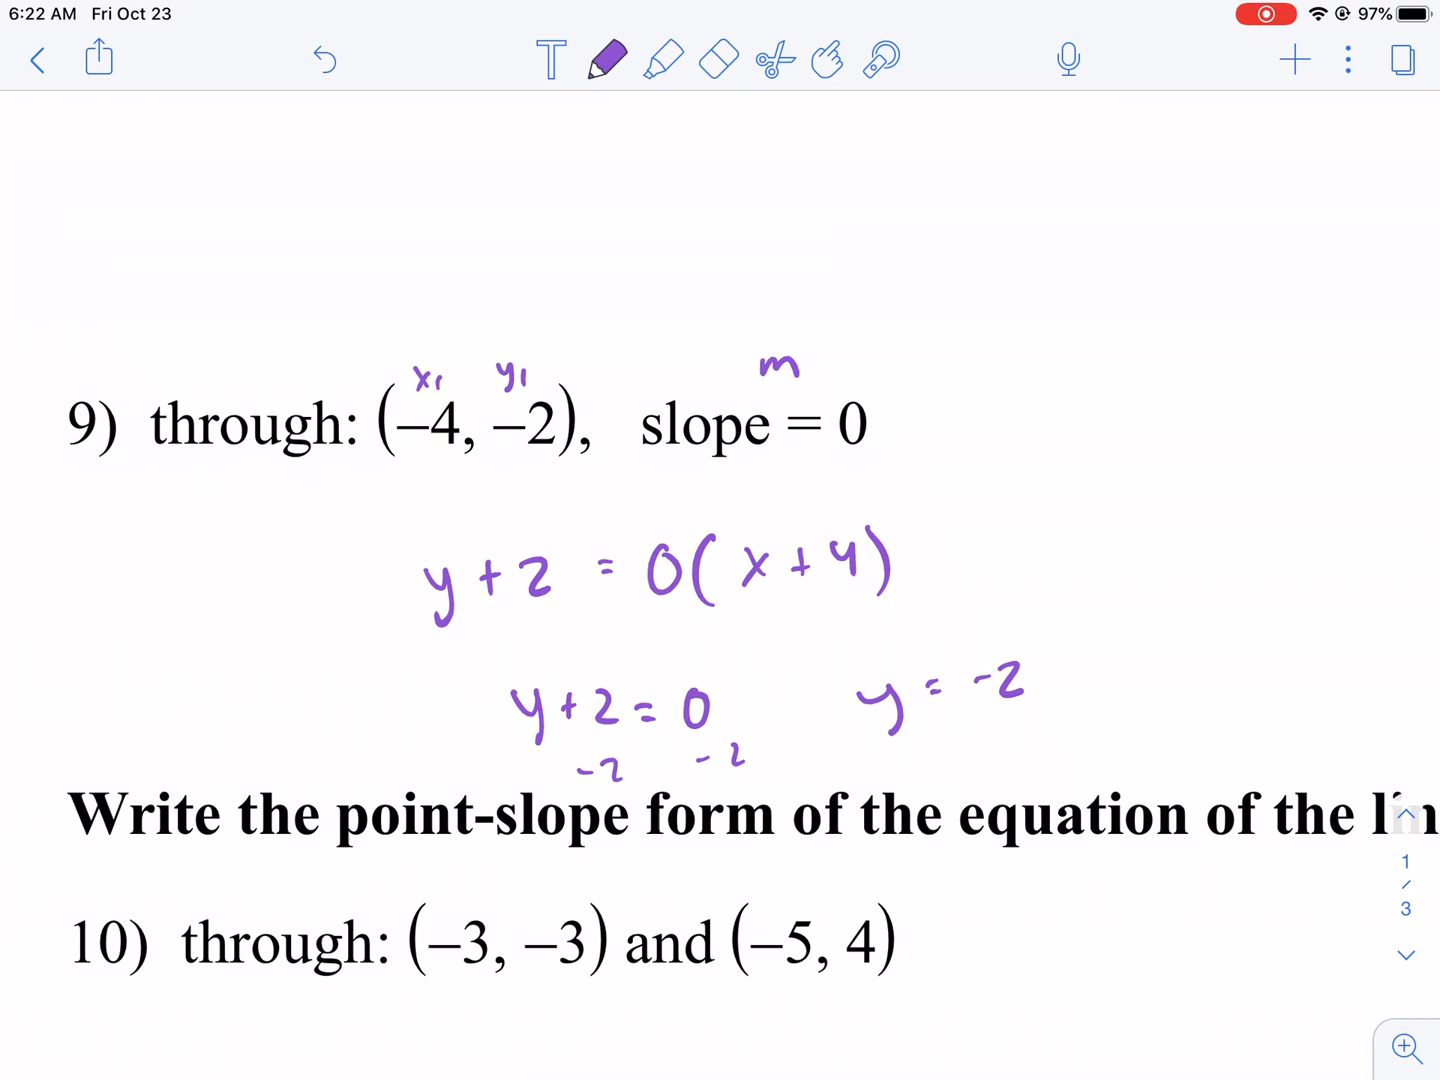 6:22 AM Fri Oct 23 97%
T
x₁ y₁ m
9) through: (−4, −2), slope = 0
y + 2 = 0( x + 4)
y + 2 = 0 y = -2
-2 -2
Write the point-slope form of the equation of the lin
1
/
3
10) through: (−3, −3) and (−5, 4)